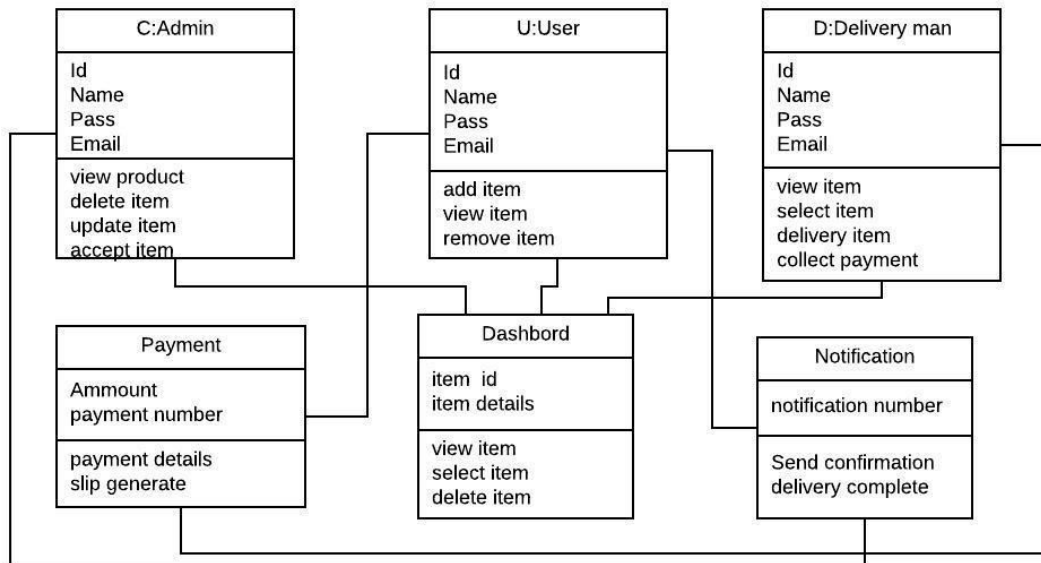 C:Admin
Id
Name
Pass
Email
view product
delete item
update item
accept item
U:User
Id
Name
Pass
Email
add item
view item
remove item
D:Delivery man
Id
Name
Pass
Email
view item
select item
delivery item
collect payment
Payment
Ammount
payment number
payment details
slip generate
Dashbord
item id
item details
view item
select item
delete item
Notification
notification number
Send confirmation
delivery complete